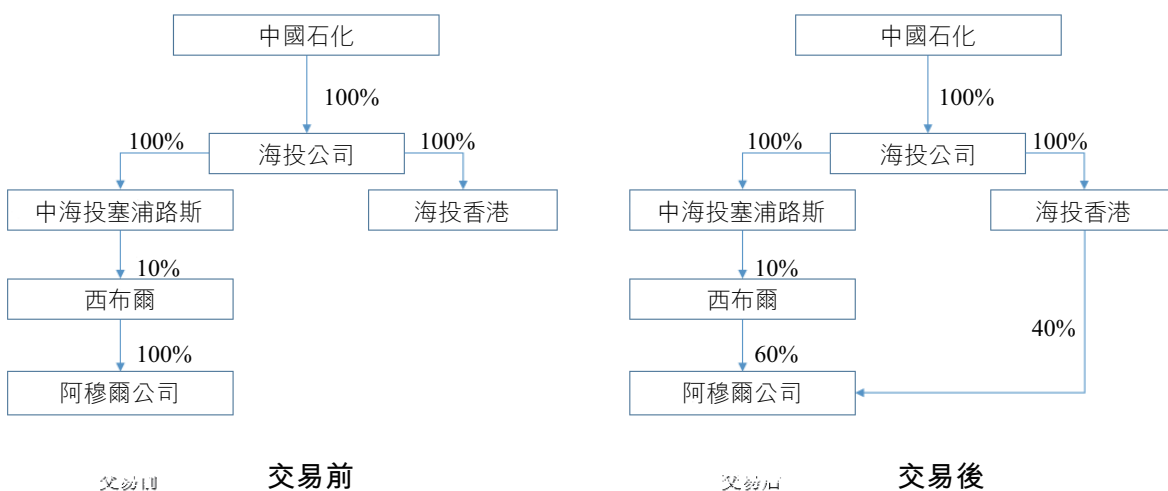 中國石化
100%
100%
海投公司
100%
中海投塞浦路斯
海投香港
10%
西布爾
100%
阿穆爾公司
交易前
中國石化
100%
100%
海投公司
100%
中海投塞浦路斯
海投香港
10%
西布爾
40%
60%
阿穆爾公司
交易後